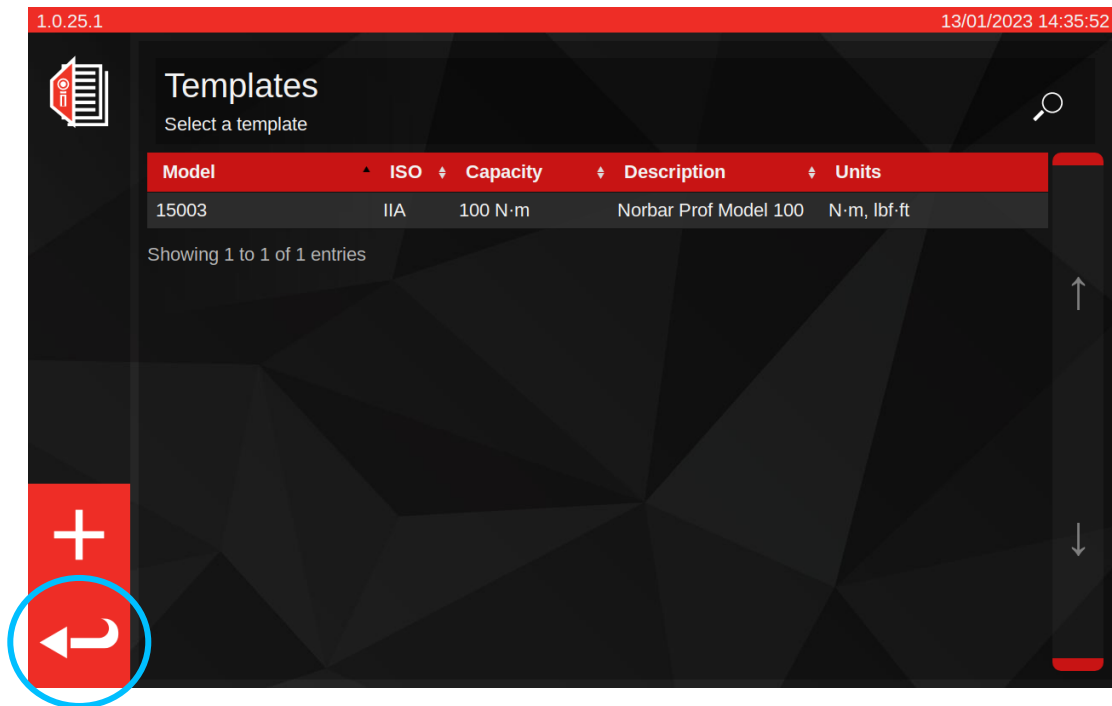 1.0.25.1 13/01/2023 14:35:52
Templates
Select a template
Model ISO Capacity Description Units
15003 IIA 100 N·m Norbar Prof Model 100 N·m, lbf·ft
Showing 1 to 1 of 1 entries